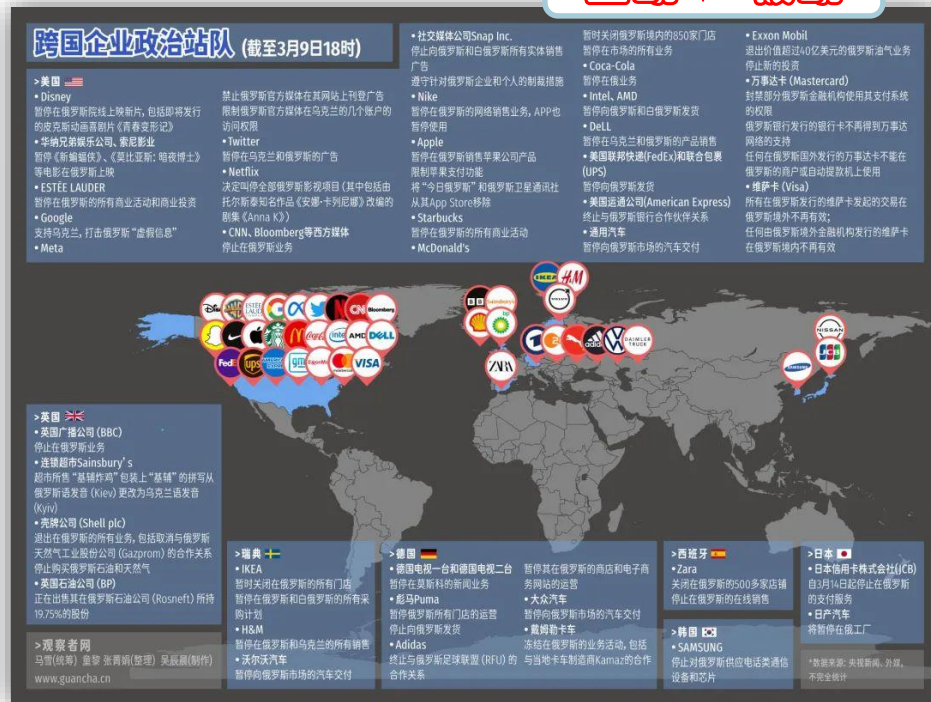 跨国企业政治站队 (截至3月9日18时)
>美国
• Disney
暂停在俄罗斯院线上映新片, 包括即将发行
的皮克斯动画喜剧片《青春变形记》
• 华纳兄弟娱乐公司、索尼影业
暂停《新蝙蝠侠》、《莫比亚斯: 暗夜博士》
等电影在俄罗斯上映
• ESTÉE LAUDER
暂停在俄罗斯的所有商业活动和商业投资
• Google
支持乌克兰, 打击俄罗斯“虚假信息”
• Meta
禁止俄罗斯官方媒体在其网站上刊登广告
限制俄罗斯官方媒体在乌克兰的几个账户的
访问权限
• Twitter
暂停在乌克兰和俄罗斯的广告
• Netflix
决定叫停全部俄罗斯影视项目 (其中包括由
托尔斯泰知名作品《安娜·卡列尼娜》改编的
剧集《Anna K》)
• CNN、Bloomberg等西方媒体
停止在俄罗斯业务
• 社交媒体公司Snap Inc.
停止向俄罗斯和白俄罗斯所有实体销售
广告
遵守针对俄罗斯企业和个人的制裁措施
• Nike
暂停在俄罗斯的网络销售业务, APP也
暂停使用
• Apple
暂停在俄罗斯销售苹果公司产品
限制苹果支付功能
将“今日俄罗斯”和俄罗斯卫星通讯社
从其App Store移除
• Starbucks
暂停在俄罗斯的所有商业活动
• McDonald's
暂时关闭俄罗斯境内的850家门店
暂停在市场的所有业务
• Coca-Cola
暂停在俄业务
• Intel、AMD
暂停向俄罗斯和白俄罗斯发货
• DeLL
暂停在乌克兰和俄罗斯的产品销售
• 美国联邦快递(FedEx)和联合包裹
(UPS)
暂停向俄罗斯发货
• 美国运通公司(American Express)
终止与俄罗斯银行合作伙伴关系
• 通用汽车
暂停向俄罗斯市场的汽车交付
• Exxon Mobil
退出价值超过40亿美元的俄罗斯油气业务
停止新的投资
• 万事达卡 (Mastercard)
封禁部分俄罗斯金融机构使用其支付系统
的权限
俄罗斯银行发行的银行卡不再得到万事达
网络的支持
任何在俄罗斯国外发行的万事达卡不能在
俄罗斯的商户或自动提款机上使用
• 维萨卡 (Visa)
所有在俄罗斯发行的维萨卡发起的交易在
俄罗斯境外不再有效;
任何由俄罗斯境外金融机构发行的维萨卡
在俄罗斯境内不再有效
IKEA H&M
VOLVO
Disney ESTÉE LAUDER CNN Bloomberg
BBC Sainsbury's
Coca-Cola intel AMD DELL
bp
FedEx ups AMERICAN EXPRESS gm ExxonMobil mastercard VISA
ZARA
adidas DAIMLER TRUCK
NISSAN
JCB
SAMSUNG
>英国
• 英国广播公司 (BBC)
停止在俄罗斯业务
• 连锁超市Sainsbury's
超市所售“基辅炸鸡”包装上“基辅”的拼写从
俄罗斯语发音 (Kiev) 更改为乌克兰语发音
(Kyiv)
• 壳牌公司 (Shell plc)
退出在俄罗斯的所有业务, 包括取消与俄罗斯
天然气工业股份公司 (Gazprom) 的合作关系
停止购买俄罗斯石油和天然气
• 英国石油公司 (BP)
正在出售其在俄罗斯石油公司 (Rosneft) 所持
19.75%的股份
>观察者网
马雪(统筹) 童黎 张菁娟(整理) 吴辰晨(制作)
www.guancha.cn
>瑞典
• IKEA
暂时关闭在俄罗斯的所有门店
暂停在俄罗斯和白俄罗斯的所有采
购计划
• H&M
暂停在俄罗斯和乌克兰的所有销售
• 沃尔沃汽车
暂停向俄罗斯市场的汽车交付
>德国
• 德国电视一台和德国电视二台
暂停在莫斯科的新闻业务
• 彪马Puma
暂停俄罗斯所有门店的运营
停止向俄罗斯发货
• Adidas
终止与俄罗斯足球联盟 (RFU) 的
合作关系
暂停其在俄罗斯的商店和电子商
务网站的运营
• 大众汽车
暂停向俄罗斯市场的汽车交付
• 戴姆勒卡车
冻结在俄罗斯的业务活动, 包括
与当地卡车制造商Kamaz的合作
>西班牙
• Zara
关闭在俄罗斯的500多家店铺
停止在俄罗斯的在线销售
>韩国
• SAMSUNG
停止对俄罗斯供应电话类通信
设备和芯片
>日本
• 日本信用卡株式会社(JCB)
自3月14日起停止在俄罗斯
的支付服务
• 日产汽车
将暂停在俄工厂
*数据来源: 央视新闻、外媒,
不完全统计